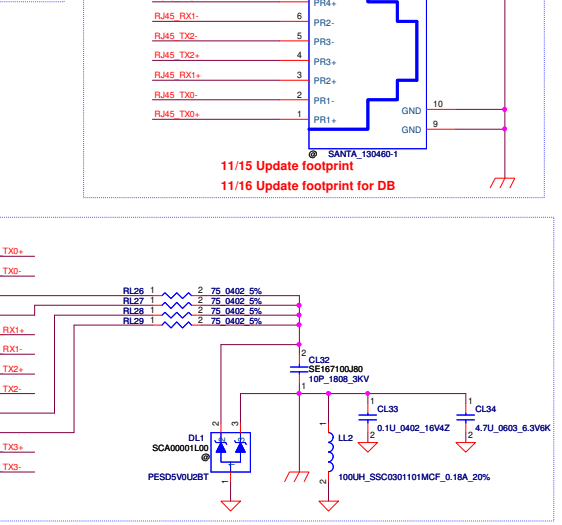 PR4+
RJ45_RX1- 6 PR2-
RJ45_TX2- 5 PR3-
RJ45_TX2+ 4 PR3+
RJ45_RX1+ 3 PR2+
RJ45_TX0- 2 PR1- GND 10
RJ45_TX0+ 1 PR1+ GND 9
@ SANTA_130460-1
11/15 Update footprint
11/16 Update footprint for DB
TX0+
TX0-
RL26 1 2 75_0402_5%
RL27 1 2 75_0402_5%
RL28 1 2 75_0402_5%
RL29 1 2 75_0402_5%
RX1+
RX1-
TX2+
TX2-
TX3+
TX3-
2
CL32
SE167100J80
10P_1808_3KV
1
1
CL33
0.1U_0402_16V4Z
2
1
CL34
4.7U_0603_6.3V6K
2
2 3
DL1
SCA00001L00
@
PESD5V0U2BT
1
1
LL2
100UH_SSC0301101MCF_0.18A_20%
2